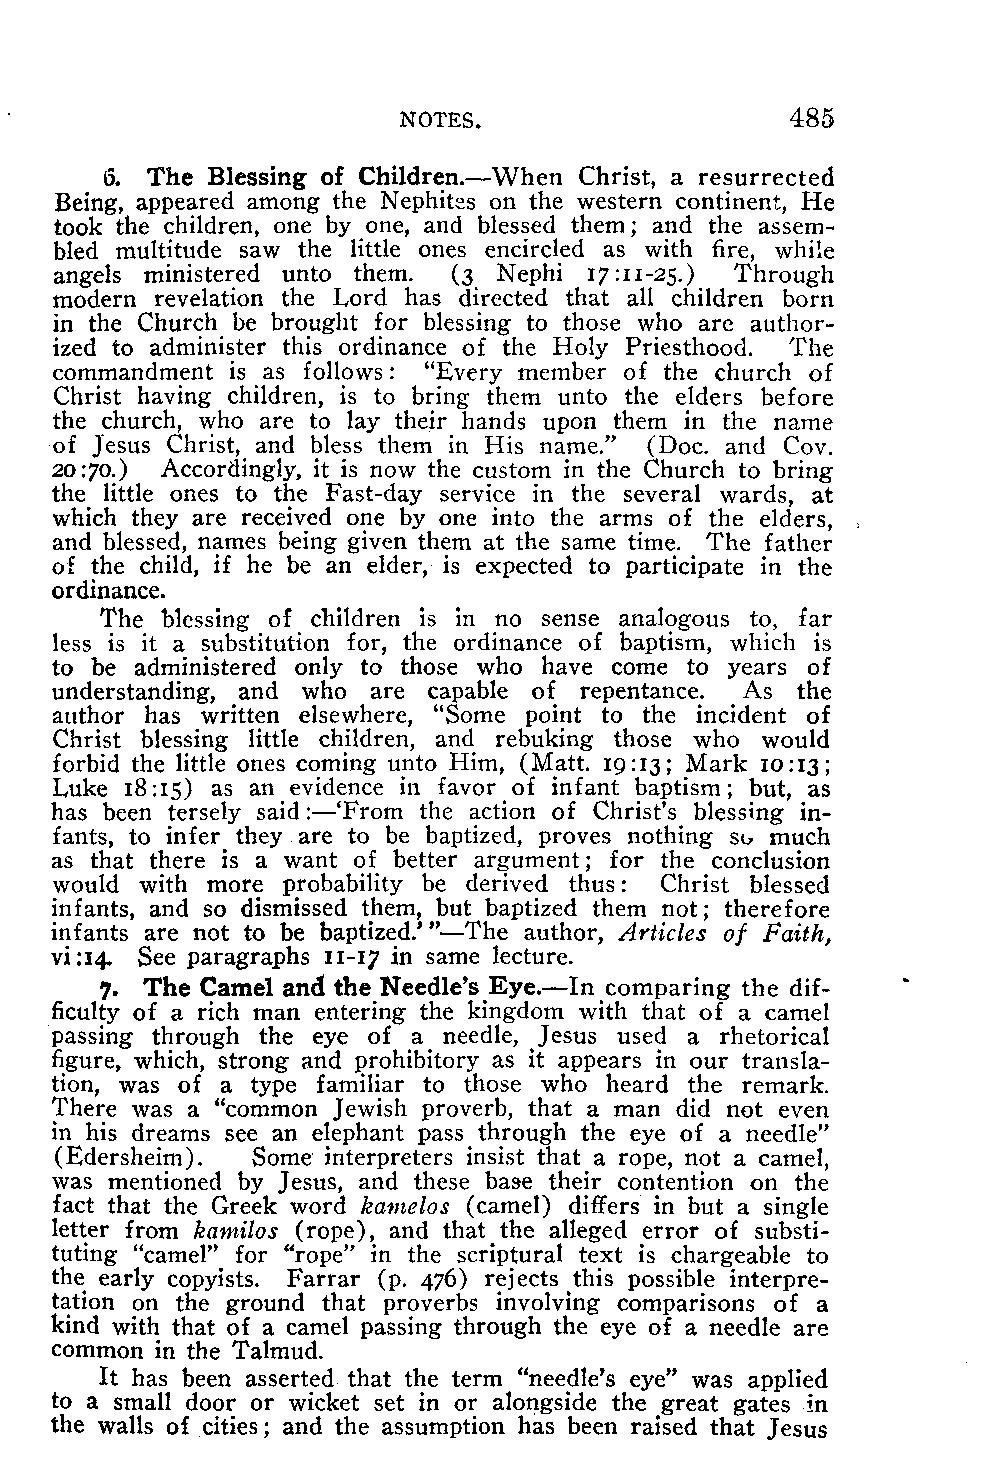 NOTES. 485
6. The Blessing of Children.—When Christ, a resurrected
Being, appeared among the Nephites on the western continent, He
took the children, one by one, and blessed them; and the assem-
bled multitude saw the little ones encircled as with fire, while
angels ministered unto them. (3 Nephi 17:11-25.) Through
modern revelation the Lord has directed that all children born
in the Church be brought for blessing to those who are author-
ized to administer this ordinance of the Holy Priesthood. The
commandment is as follows: "Every member of the church of
Christ having children, is to bring them unto the elders before
the church, who are to lay their hands upon them in the name
of Jesus Christ, and bless them in His name." (Doc. and Cov.
20:70.) Accordingly, it is now the custom in the Church to bring
the little ones to the Fast-day service in the several wards, at
which they are received one by one into the arms of the elders,
and blessed, names being given them at the same time. The father
of the child, if he be an elder, is expected to participate in the
ordinance.
The blessing of children is in no sense analogous to, far
less is it a substitution for, the ordinance of baptism, which is
to be administered only to those who have come to years of
understanding, and who are capable of repentance. As the
author has written elsewhere, "Some point to the incident of
Christ blessing little children, and rebuking those who would
forbid the little ones coming unto Him, (Matt. 19:13; Mark 10:13;
Luke 18:15) as an evidence in favor of infant baptism; but, as
has been tersely said:—'From the action of Christ's blessing in-
fants, to infer they are to be baptized, proves nothing so much
as that there is a want of better argument; for the conclusion
would with more probability be derived thus: Christ blessed
infants, and so dismissed them, but baptized them not; therefore
infants are not to be baptized.'"—The author, Articles of Faith,
vi:14. See paragraphs 11-17 in same lecture.
7. The Camel and the Needle's Eye.—In comparing the dif-
ficulty of a rich man entering the kingdom with that of a camel
passing through the eye of a needle, Jesus used a rhetorical
figure, which, strong and prohibitory as it appears in our transla-
tion, was of a type familiar to those who heard the remark.
There was a "common Jewish proverb, that a man did not even
in his dreams see an elephant pass through the eye of a needle"
(Edersheim). Some interpreters insist that a rope, not a camel,
was mentioned by Jesus, and these base their contention on the
fact that the Greek word kamelos (camel) differs in but a single
letter from kamilos (rope), and that the alleged error of substi-
tuting "camel" for "rope" in the scriptural text is chargeable to
the early copyists. Farrar (p. 476) rejects this possible interpre-
tation on the ground that proverbs involving comparisons of a
kind with that of a camel passing through the eye of a needle are
common in the Talmud.
It has been asserted that the term "needle's eye" was applied
to a small door or wicket set in or alongside the great gates in
the walls of cities; and the assumption has been raised that Jesus